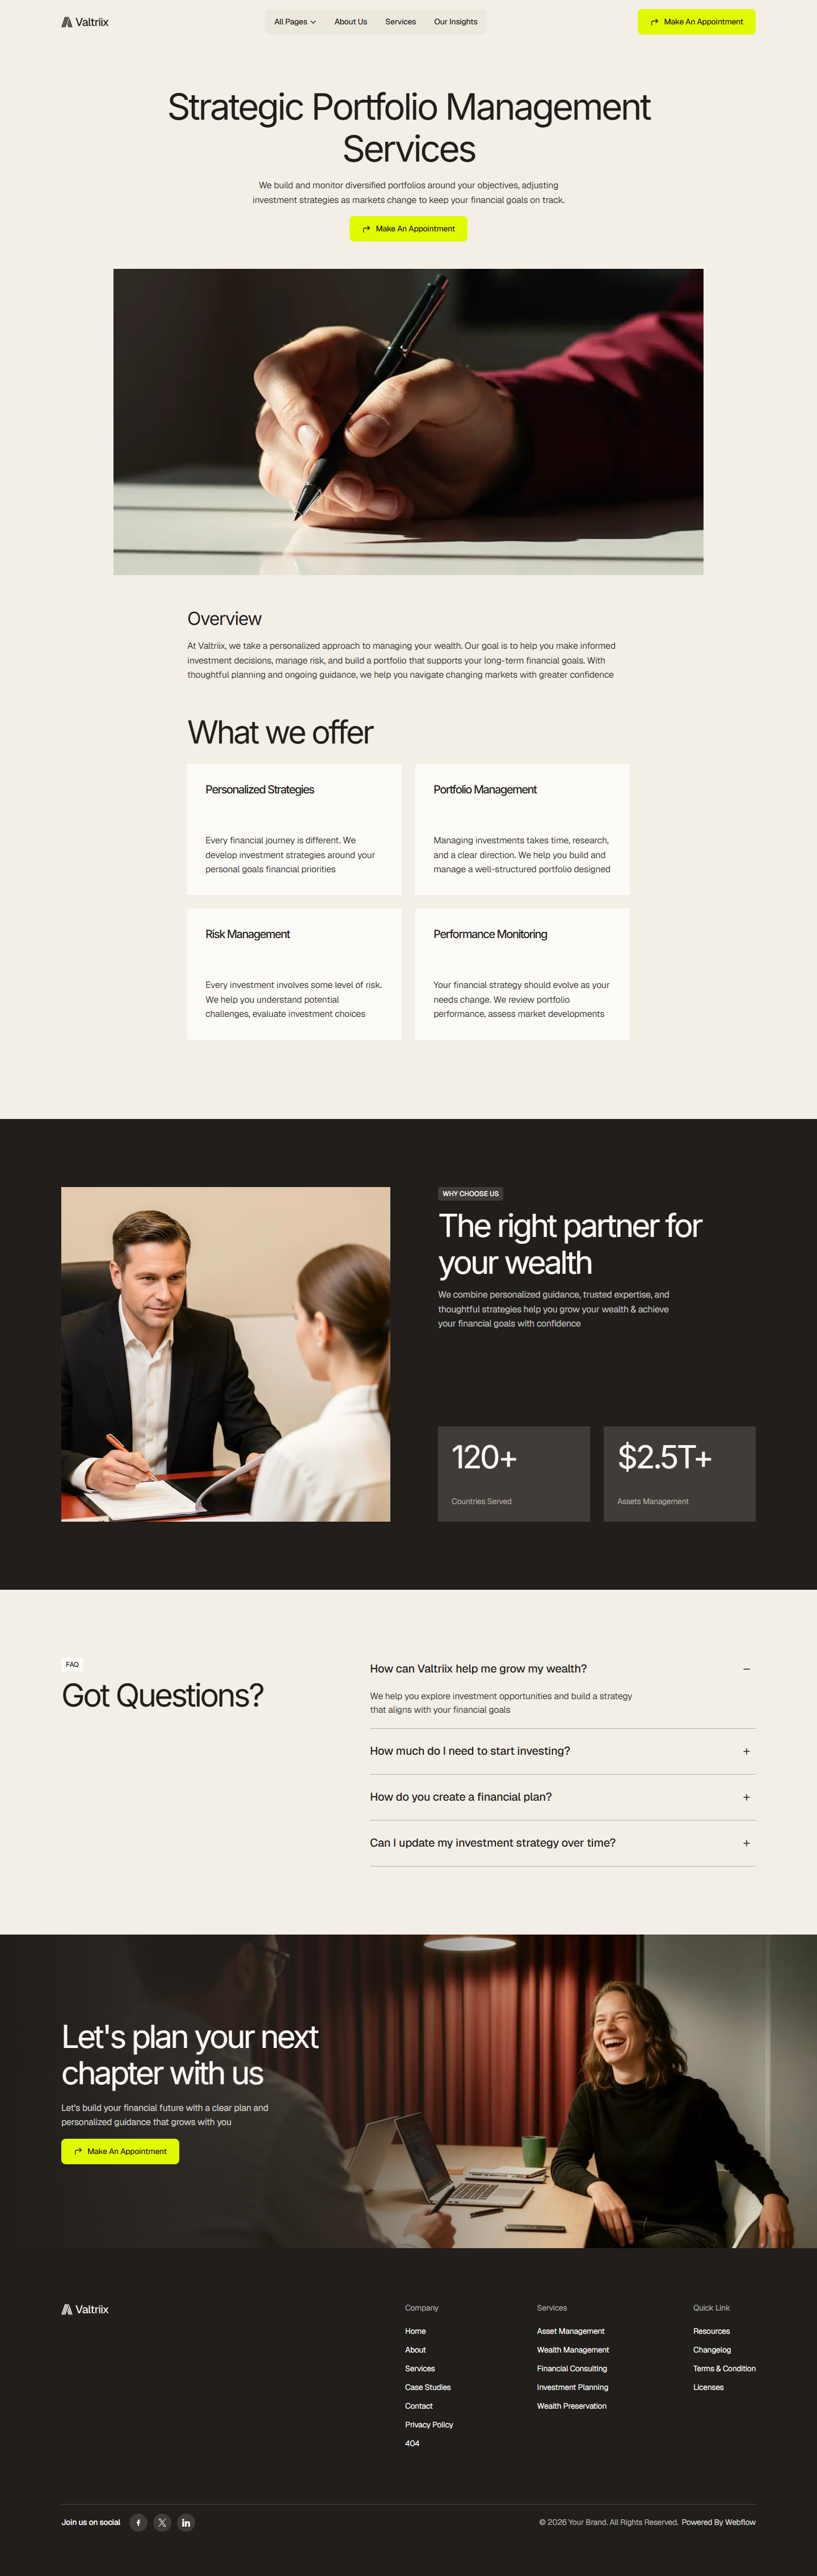 Valtriix
All Pages
About Us
Services
Our Insights
Make An Appointment
Strategic Portfolio Management
Services
We build and monitor diversified portfolios around your objectives, adjusting
investment strategies as markets change to keep your financial goals on track.
Make An Appointment
Overview
At Valtriix, we take a personalized approach to managing your wealth. Our goal is to help you make informed
investment decisions, manage risk, and build a portfolio that supports your long-term financial goals. With
thoughtful planning and ongoing guidance, we help you navigate changing markets with greater confidence
What we offer
Personalized Strategies
Every financial journey is different. We
develop investment strategies around your
personal goals financial priorities
Portfolio Management
Managing investments takes time, research,
and a clear direction. We help you build and
manage a well-structured portfolio designed
Risk Management
Every investment involves some level of risk.
We help you understand potential
challenges, evaluate investment choices
Performance Monitoring
Your financial strategy should evolve as your
needs change. We review portfolio
performance, assess market developments
WHY CHOOSE US
The right partner for
your wealth
We combine personalized guidance, trusted expertise, and
thoughtful strategies help you grow your wealth & achieve
your financial goals with confidence
120+
Countries Served
$2.5T+
Assets Management
FAQ
Got Questions?
How can Valtriix help me grow my wealth?
We help you explore investment opportunities and build a strategy
that aligns with your financial goals
How much do I need to start investing?
How do you create a financial plan?
Can I update my investment strategy over time?
Let's plan your next
chapter with us
Let's build your financial future with a clear plan and
personalized guidance that grows with you
Make An Appointment
Valtriix
Company
Home
About
Services
Case Studies
Contact
Privacy Policy
404
Services
Asset Management
Wealth Management
Financial Consulting
Investment Planning
Wealth Preservation
Quick Link
Resources
Changelog
Terms & Condition
Licenses
Join us on social
© 2026 Your Brand. All Rights Reserved. Powered By Webflow